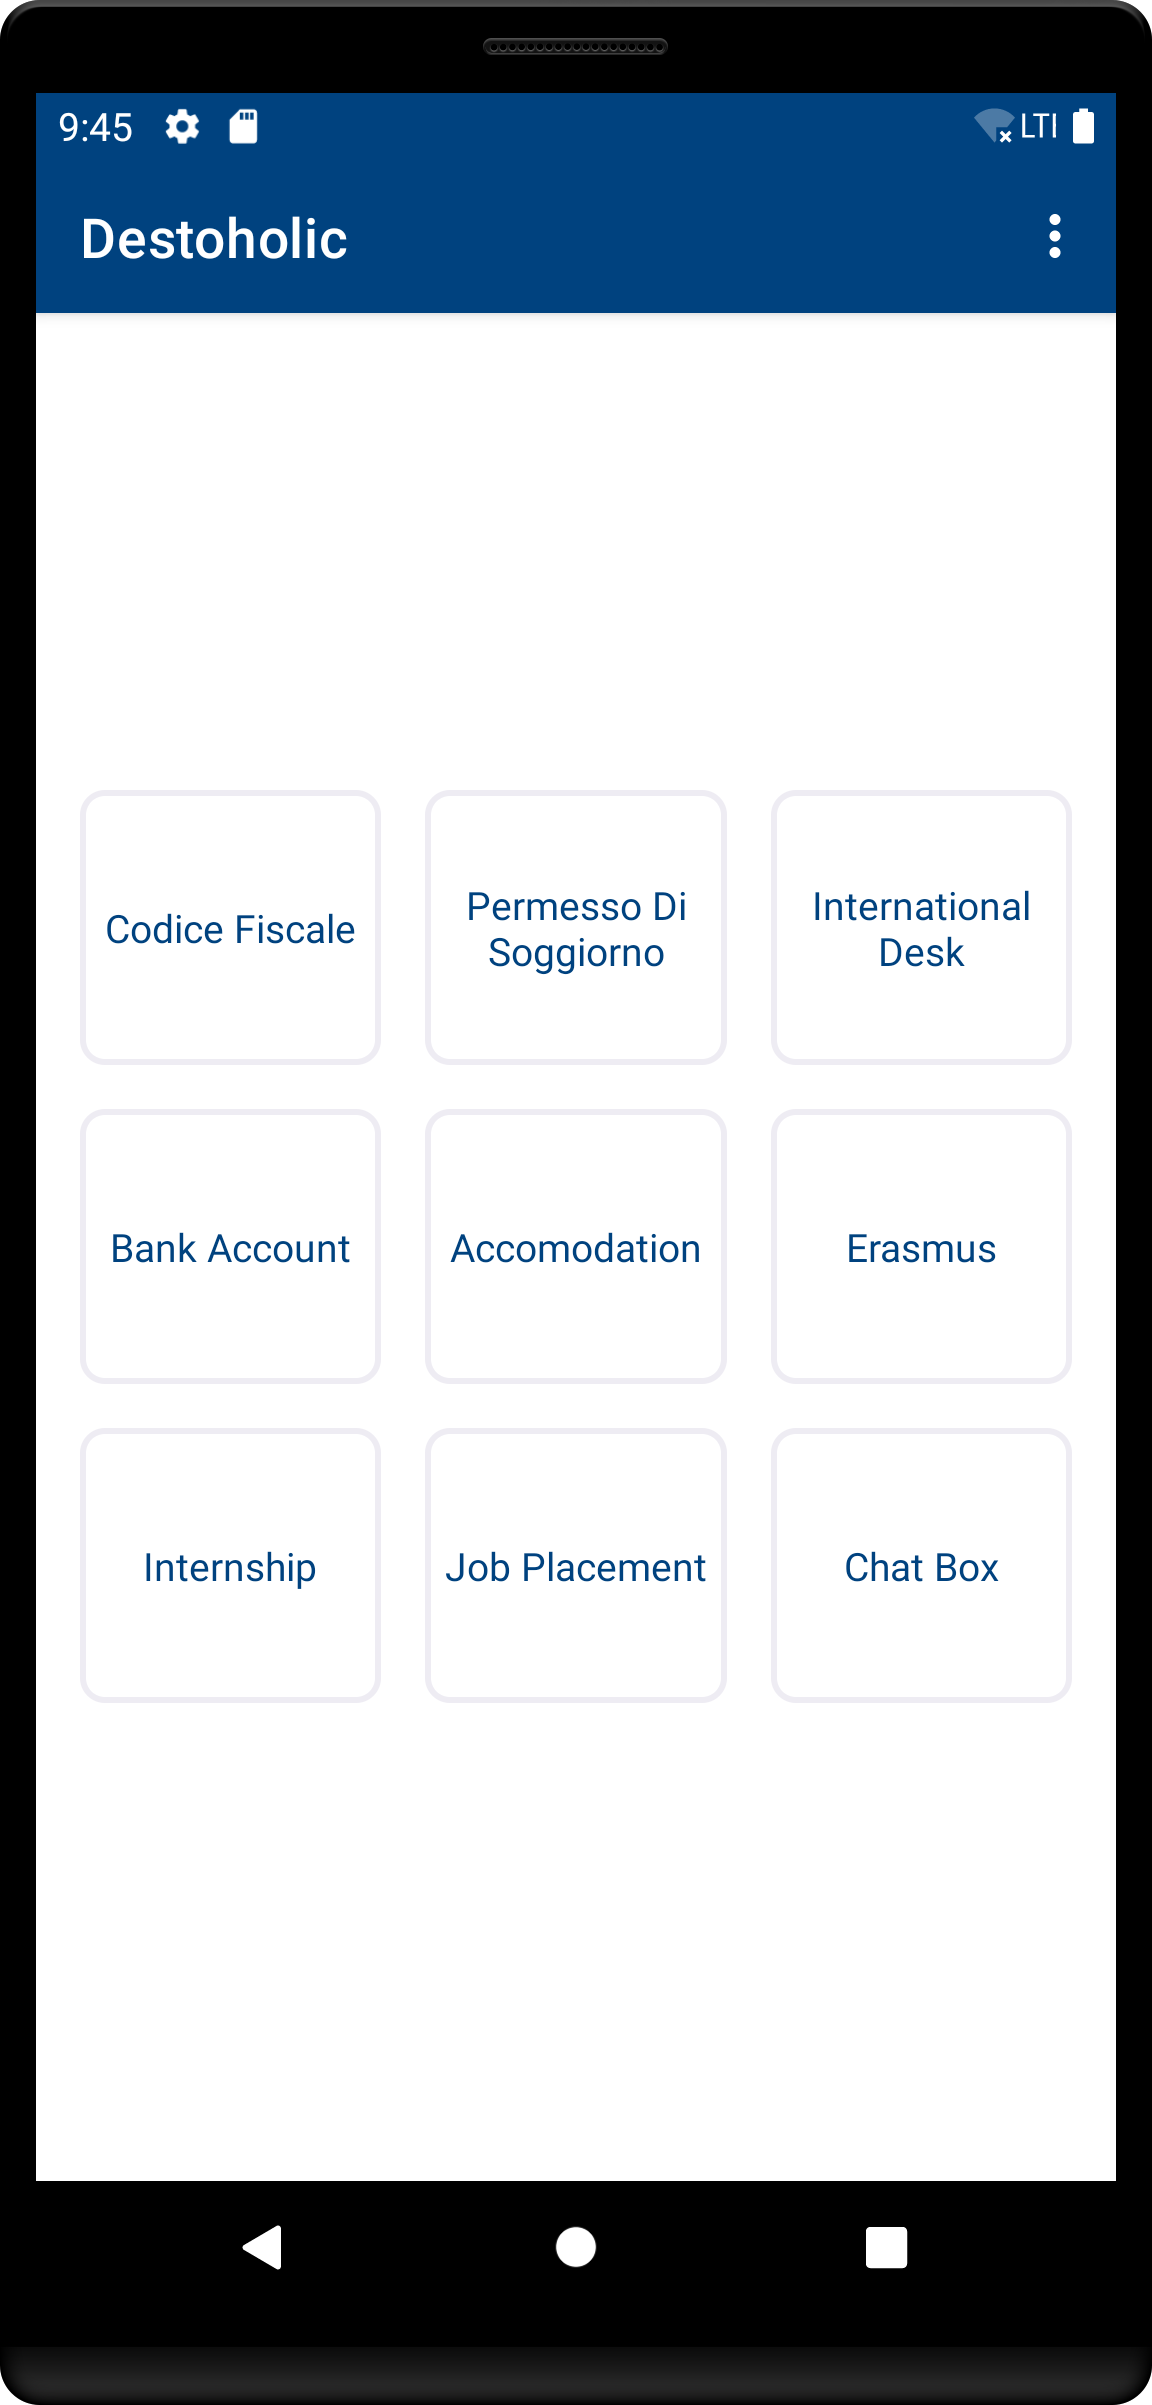 9:45
LTE
Destoholic
Codice Fiscale
Permesso Di
Soggiorno
International
Desk
Bank Account
Accomodation
Erasmus
Internship
Job Placement
Chat Box